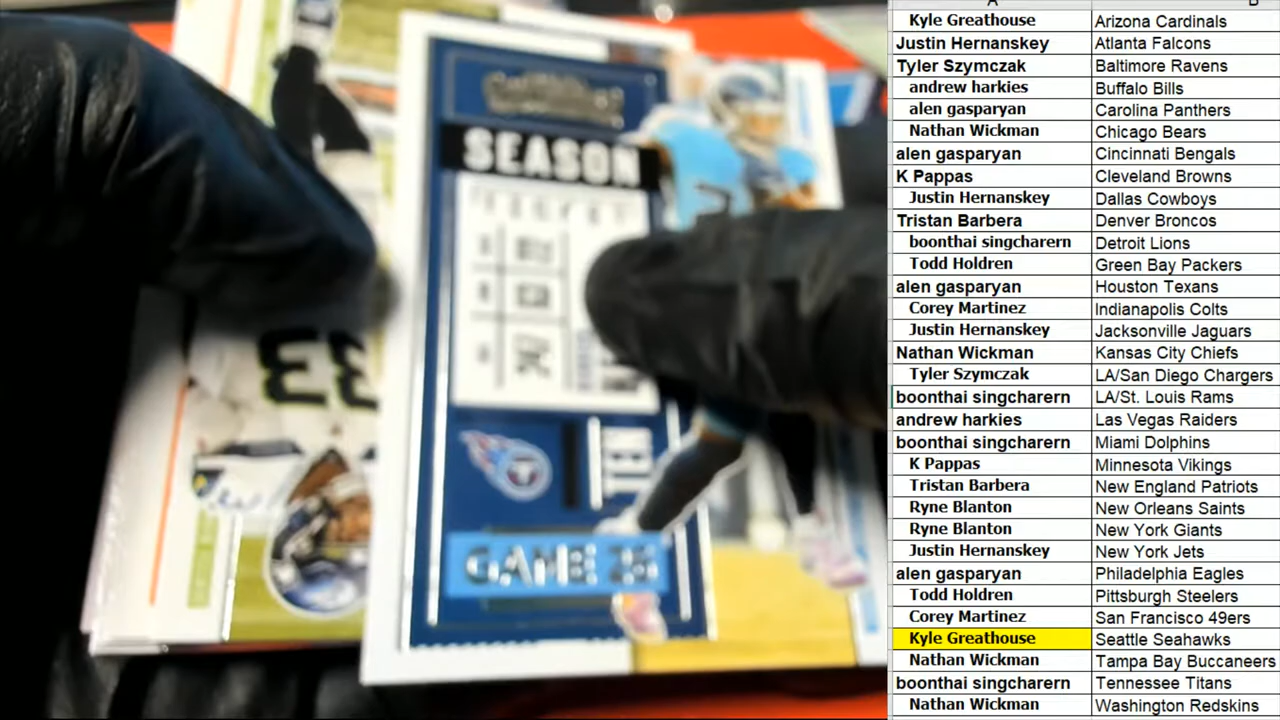 SEASON
GAME 26
TEN
33
Kyle Greathouse Arizona Cardinals
Justin Hernanskey Atlanta Falcons
Tyler Szymczak Baltimore Ravens
andrew harkies Buffalo Bills
alen gasparyan Carolina Panthers
Nathan Wickman Chicago Bears
alen gasparyan Cincinnati Bengals
K Pappas Cleveland Browns
Justin Hernanskey Dallas Cowboys
Tristan Barbera Denver Broncos
boonthai singcharern Detroit Lions
Todd Holdren Green Bay Packers
alen gasparyan Houston Texans
Corey Martinez Indianapolis Colts
Justin Hernanskey Jacksonville Jaguars
Nathan Wickman Kansas City Chiefs
Tyler Szymczak LA/San Diego Chargers
boonthai singcharern LA/St. Louis Rams
andrew harkies Las Vegas Raiders
boonthai singcharern Miami Dolphins
K Pappas Minnesota Vikings
Tristan Barbera New England Patriots
Ryne Blanton New Orleans Saints
Ryne Blanton New York Giants
Justin Hernanskey New York Jets
alen gasparyan Philadelphia Eagles
Todd Holdren Pittsburgh Steelers
Corey Martinez San Francisco 49ers
Kyle Greathouse Seattle Seahawks
Nathan Wickman Tampa Bay Buccaneers
boonthai singcharern Tennessee Titans
Nathan Wickman Washington Redskins